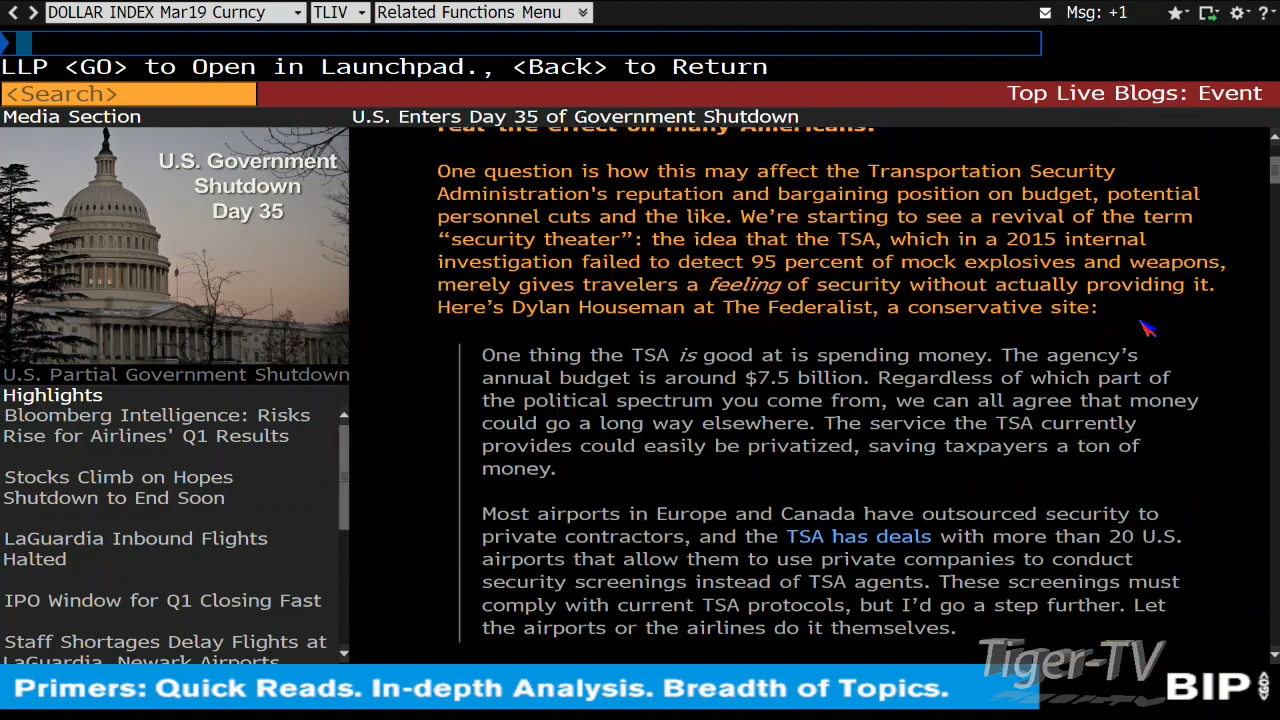 DOLLAR INDEX Mar19 Curncy
TLIV
Related Functions Menu
Msg: +1
LLP <GO> to Open in Launchpad., <Back> to Return
<Search>
Top Live Blogs: Event
Media Section
U.S. Enters Day 35 of Government Shutdown
U.S. Government
Shutdown
Day 35
U.S. Partial Government Shutdown
Highlights
Bloomberg Intelligence: Risks
Rise for Airlines' Q1 Results
Stocks Climb on Hopes
Shutdown to End Soon
LaGuardia Inbound Flights
Halted
IPO Window for Q1 Closing Fast
Staff Shortages Delay Flights at
LaGuardia, Newark Airports
real the effect on many Americans.
One question is how this may affect the Transportation Security
Administration's reputation and bargaining position on budget, potential
personnel cuts and the like. We're starting to see a revival of the term
“security theater”: the idea that the TSA, which in a 2015 internal
investigation failed to detect 95 percent of mock explosives and weapons,
merely gives travelers a feeling of security without actually providing it.
Here's Dylan Houseman at The Federalist, a conservative site:
One thing the TSA is good at is spending money. The agency's
annual budget is around $7.5 billion. Regardless of which part of
the political spectrum you come from, we can all agree that money
could go a long way elsewhere. The service the TSA currently
provides could easily be privatized, saving taxpayers a ton of
money.
Most airports in Europe and Canada have outsourced security to
private contractors, and the TSA has deals with more than 20 U.S.
airports that allow them to use private companies to conduct
security screenings instead of TSA agents. These screenings must
comply with current TSA protocols, but I'd go a step further. Let
the airports or the airlines do it themselves.
Tiger-TV
Primers: Quick Reads. In-depth Analysis. Breadth of Topics.
BIP <GO>